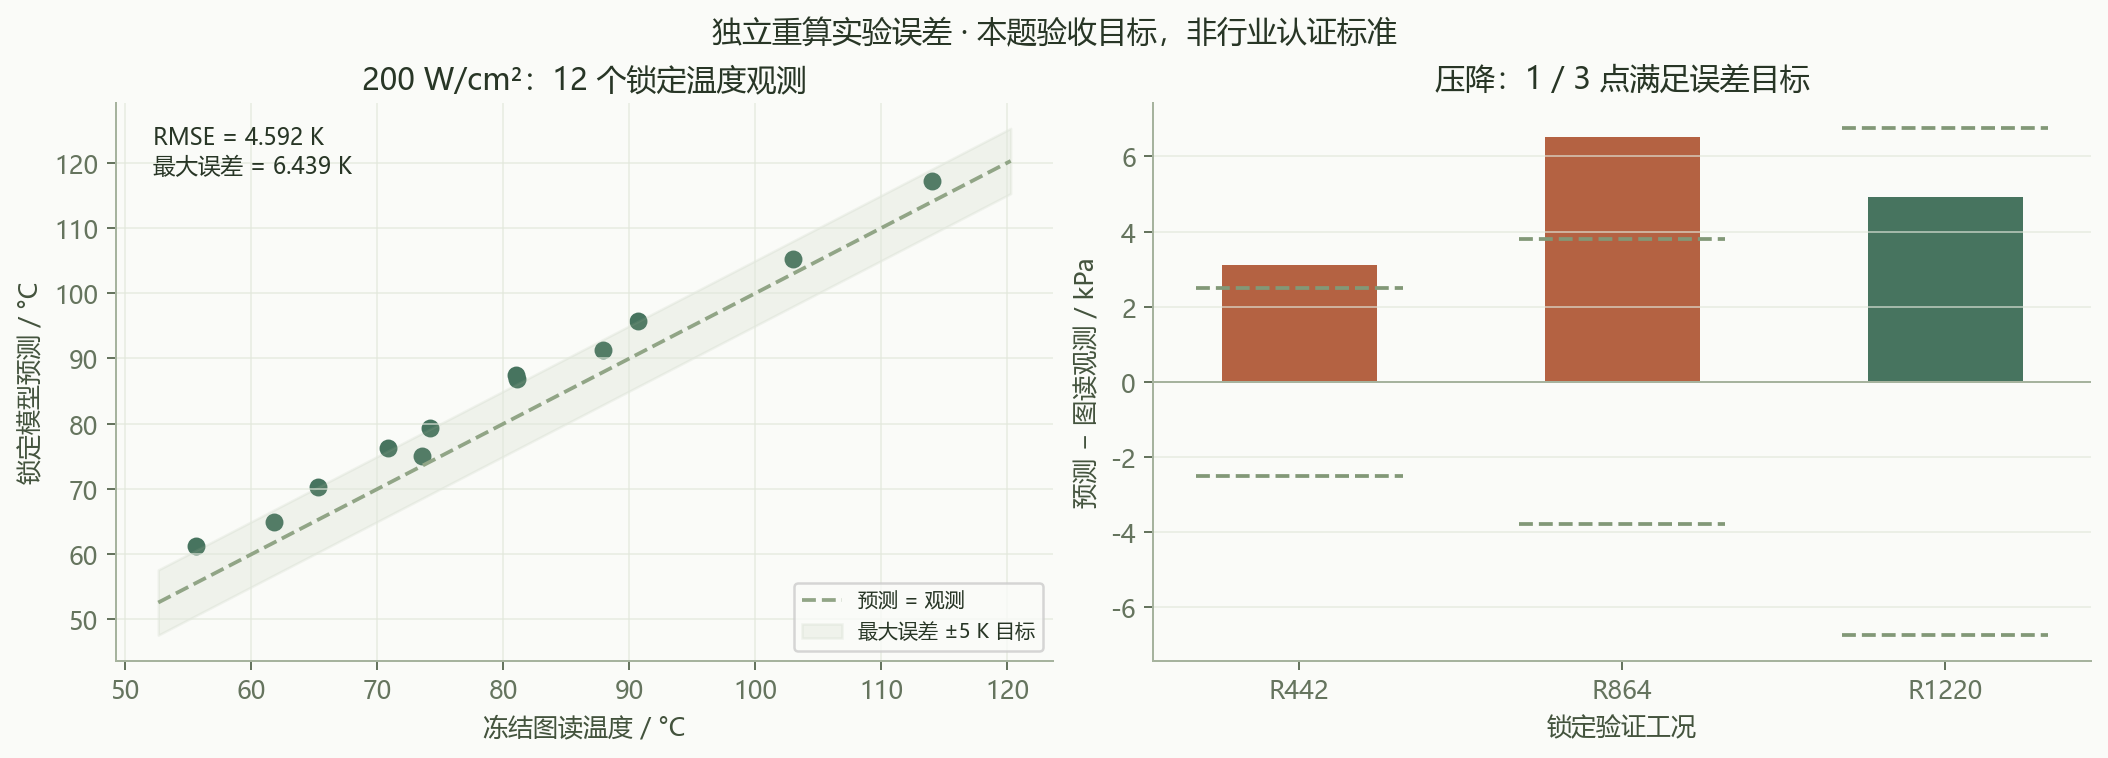 独立重算实验误差 · 本题验收目标，非行业认证标准
200 W/cm²：12 个锁定温度观测
RMSE = 4.592 K
最大误差 = 6.439 K
锁定模型预测 / °C
120
110
100
90
80
70
60
50
预测 = 观测
最大误差 ±5 K 目标
50 60 70 80 90 100 110 120
冻结图读温度 / °C
压降：1 / 3 点满足误差目标
预测 − 图读观测 / kPa
6
4
2
0
-2
-4
-6
R442 R864 R1220
锁定验证工况